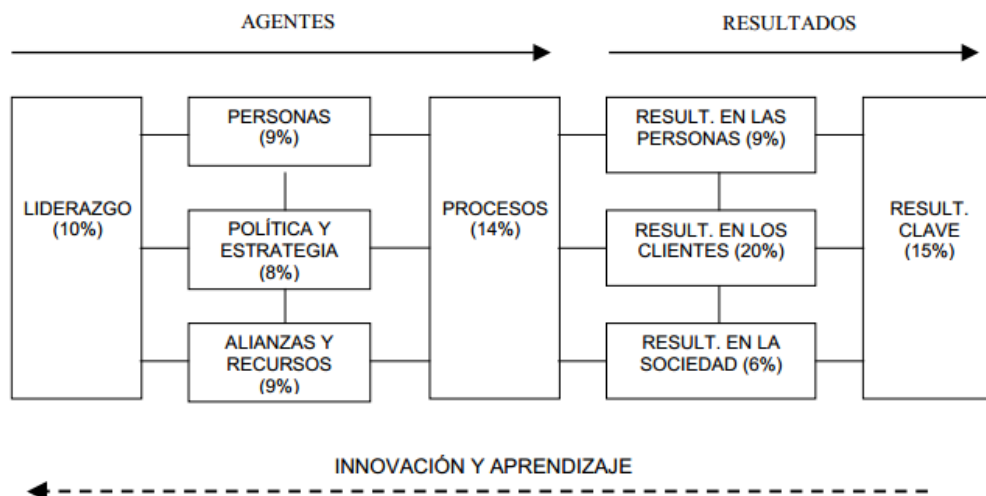 AGENTES
RESULTADOS
LIDERAZGO
(10%)
PERSONAS
(9%)
POLÍTICA Y
ESTRATEGIA
(8%)
ALIANZAS Y
RECURSOS
(9%)
PROCESOS
(14%)
RESULT. EN LAS
PERSONAS (9%)
RESULT. EN LOS
CLIENTES (20%)
RESULT. EN LA
SOCIEDAD (6%)
RESULT.
CLAVE
(15%)
INNOVACIÓN Y APRENDIZAJE